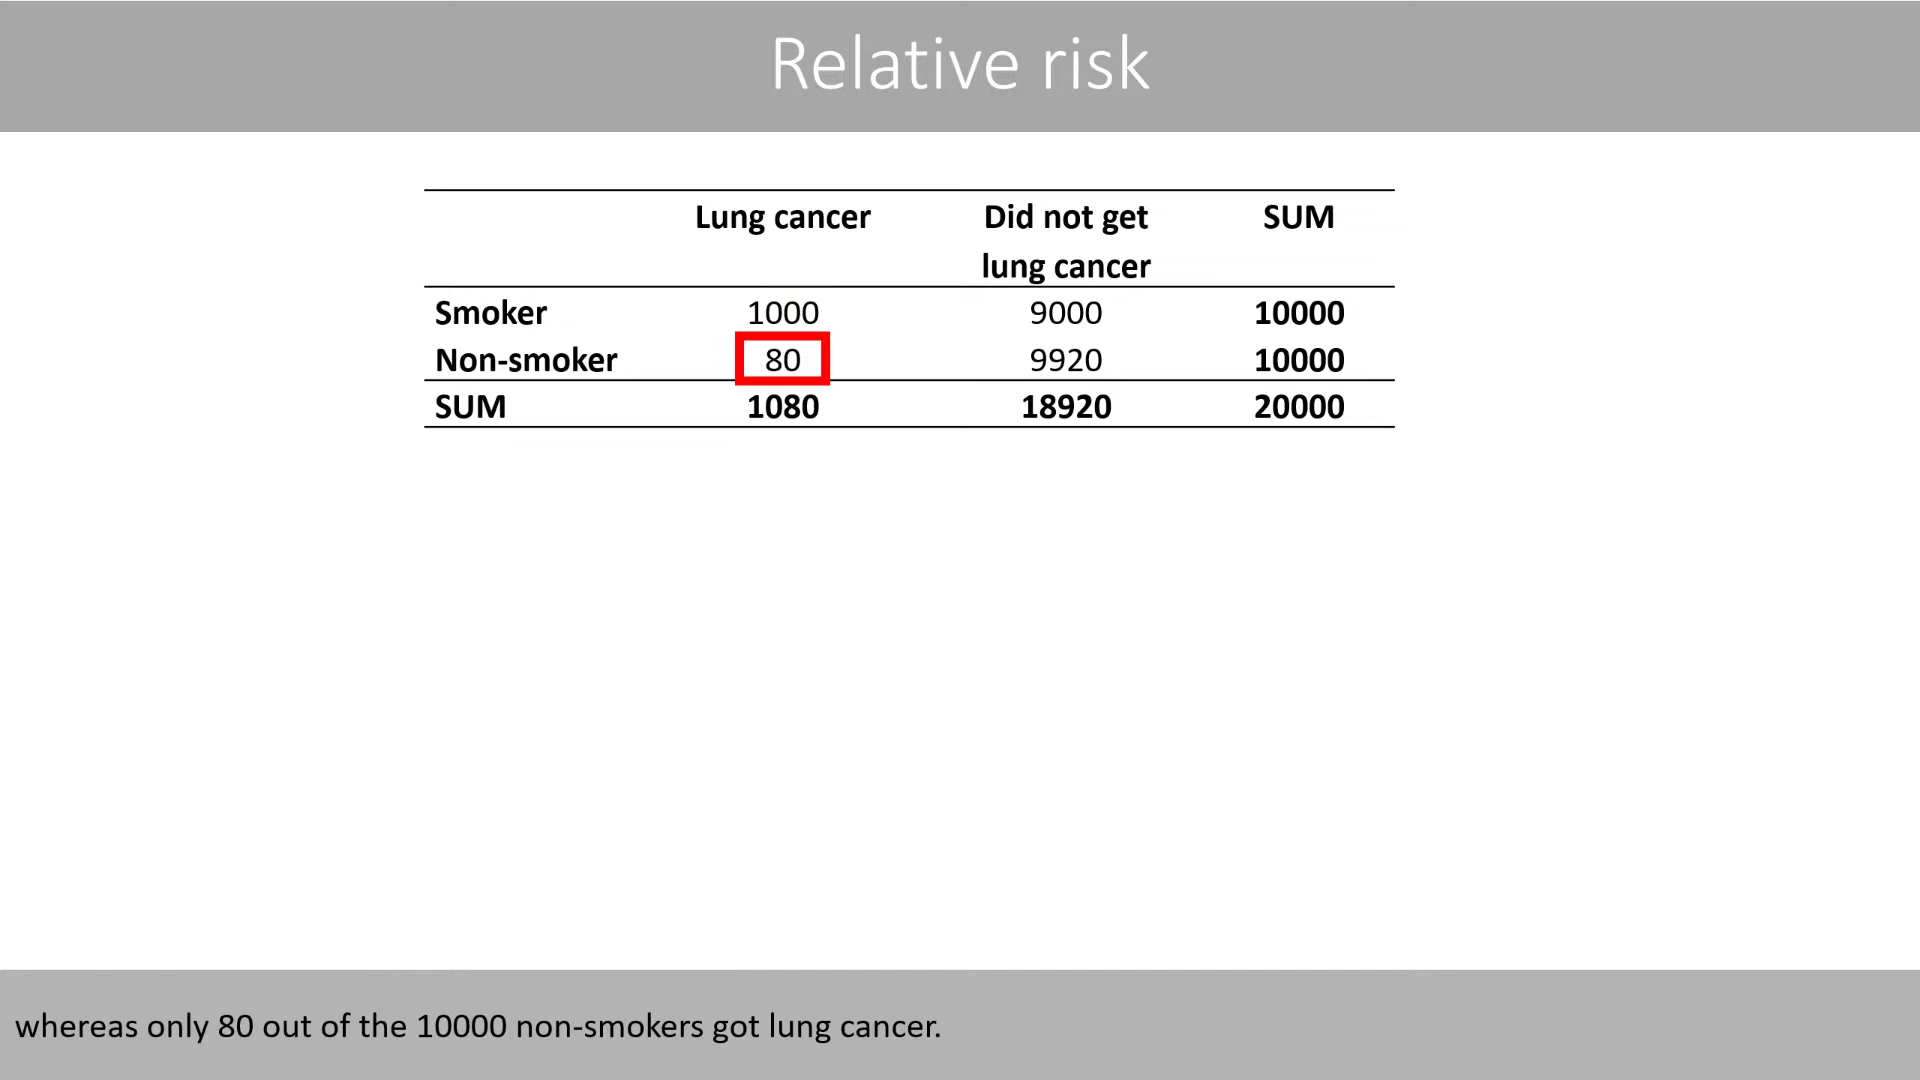 Relative risk
Lung cancer Did not get SUM
lung cancer
Smoker 1000 9000 10000
Non-smoker 80 9920 10000
SUM 1080 18920 20000
whereas only 80 out of the 10000 non-smokers got lung cancer.